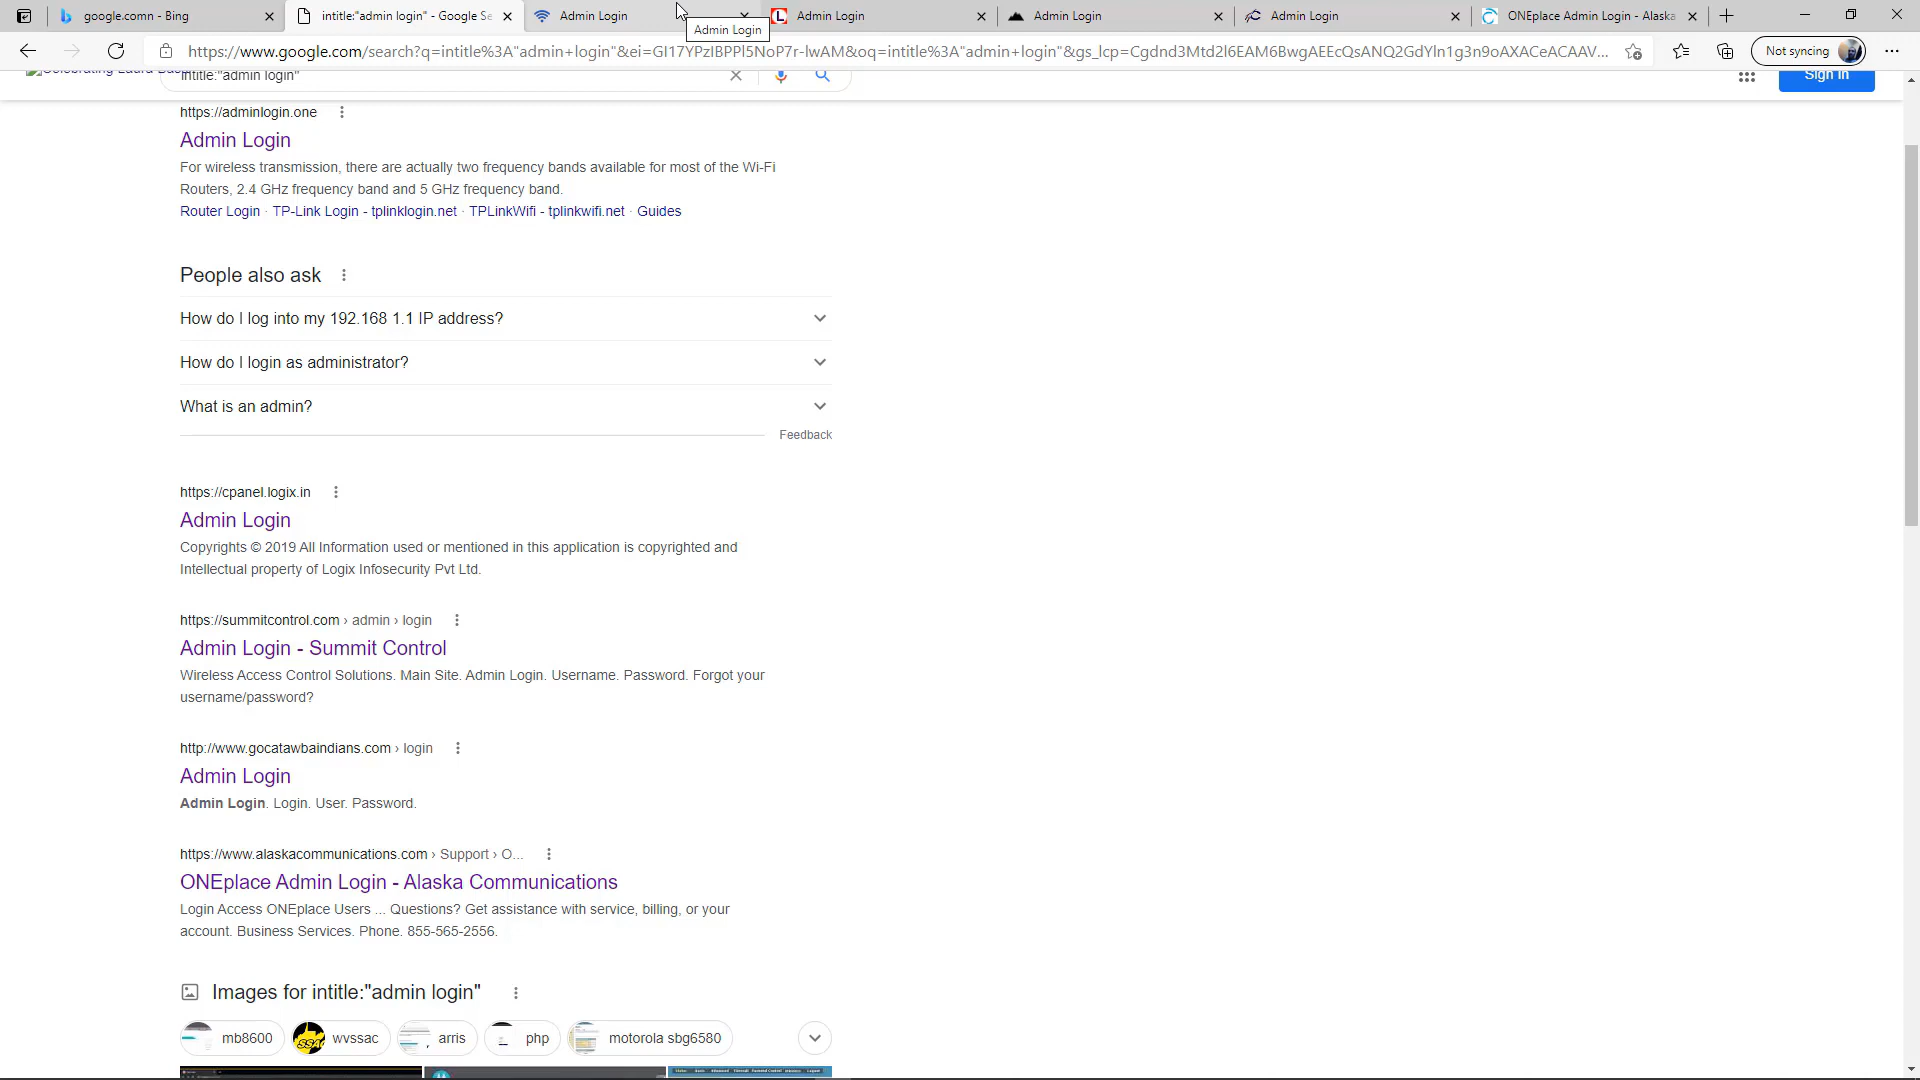 google.comn - Bing
intitle:"admin login" - Google Se
Admin Login
Admin Login
Admin Login
Admin Login
ONEplace Admin Login - Alaska
Admin Login
https://www.google.com/search?q=intitle%3A"admin+login"&ei=GI17YPzIBPPl5NoP7r-lwAM&oq=intitle%3A"admin+login"&gs_lcp=Cgdnd3Mtd2l6EAM6BwgAEEcQsANQ2GdYln1g3n9oAXACeACAAV...
Not syncing
intitle:"admin login"
Sign in
https://adminlogin.one
Admin Login
For wireless transmission, there are actually two frequency bands available for most of the Wi-Fi
Routers, 2.4 GHz frequency band and 5 GHz frequency band.
Router Login · TP-Link Login - tplinklogin.net · TPLinkWifi - tplinkwifi.net · Guides
People also ask
How do I log into my 192.168 1.1 IP address?
How do I login as administrator?
What is an admin?
Feedback
https://cpanel.logix.in
Admin Login
Copyrights © 2019 All Information used or mentioned in this application is copyrighted and
Intellectual property of Logix Infosecurity Pvt Ltd.
https://summitcontrol.com › admin › login
Admin Login - Summit Control
Wireless Access Control Solutions. Main Site. Admin Login. Username. Password. Forgot your
username/password?
http://www.gocatawbaindians.com › login
Admin Login
Admin Login. Login. User. Password.
https://www.alaskacommunications.com › Support › O...
ONEplace Admin Login - Alaska Communications
Login Access ONEplace Users ... Questions? Get assistance with service, billing, or your
account. Business Services. Phone. 855-565-2556.
Images for intitle:"admin login"
mb8600
wvssac
arris
php
motorola sbg6580